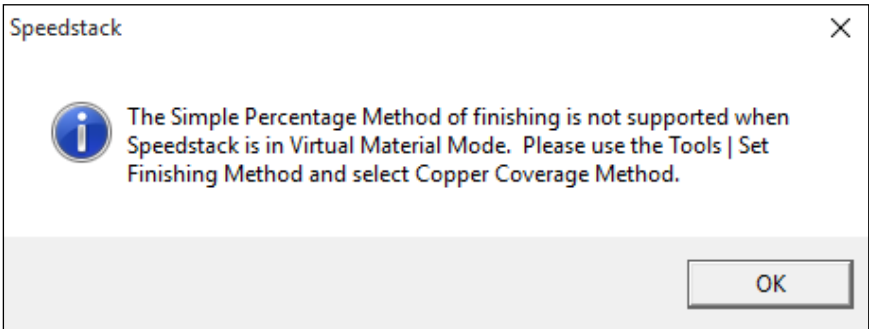 Speedstack
The Simple Percentage Method of finishing is not supported when
Speedstack is in Virtual Material Mode.  Please use the Tools | Set
Finishing Method and select Copper Coverage Method.
OK